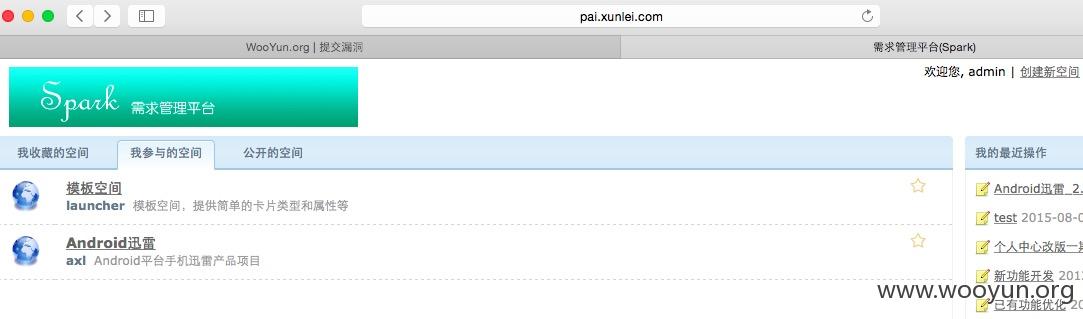 pai.xunlei.com
WooYun.org | 提交漏洞
需求管理平台(Spark)
欢迎您, admin | 创建新空间
Spark 需求管理平台
我收藏的空间 我参与的空间 公开的空间
模板空间
launcher 模板空间，提供简单的卡片类型和属性等
Android迅雷
axl Android平台手机迅雷产品项目
我的最近操作
Android迅雷_2.
test 2015-08-0
个人中心改版一
新功能开发 201
已有功能优化 20
www.wooyun.org